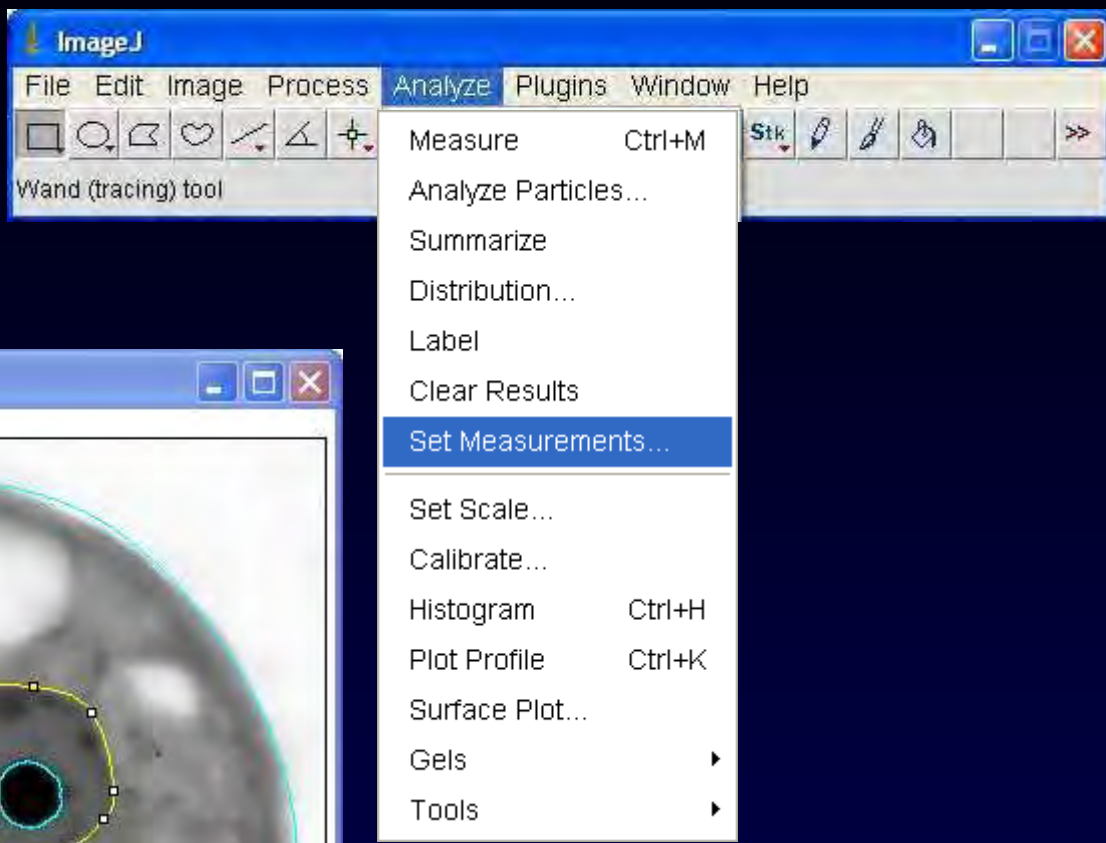 ImageJ
File Edit Image Process Analyze Plugins Window Help
Stk >>
Wand (tracing) tool
Measure Ctrl+M
Analyze Particles...
Summarize
Distribution...
Label
Clear Results
Set Measurements...
Set Scale...
Calibrate...
Histogram Ctrl+H
Plot Profile Ctrl+K
Surface Plot...
Gels
Tools